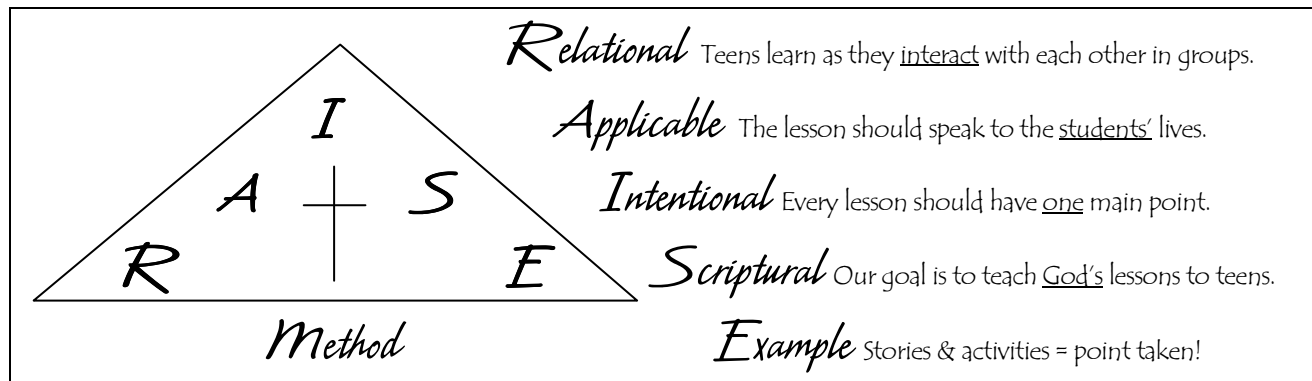 I
A S
R E
Method
Relational Teens learn as they interact with each other in groups.
Applicable The lesson should speak to the students' lives.
Intentional Every lesson should have one main point.
Scriptural Our goal is to teach God's lessons to teens.
Example Stories & activities = point taken!